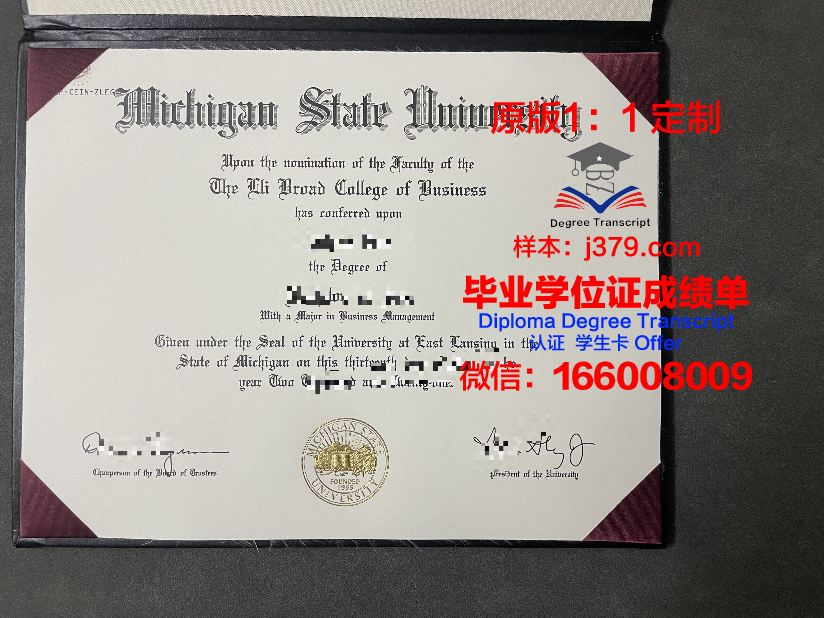 F-CEIN-ZLEG
Michigan State University
原版1：1 定制
Upon the nomination of the Faculty of the
The Eli Broad College of Business
BZ
has conferred upon
Degree Transcript
the Degree of
样本：j379.com
毕业学位证成绩单
With a Major in Business Management
Diploma Degree Transcript
Given under the Seal of the University at East Lansing in the
认证 学生卡 Offer
State of Michigan on this thirteenth
year Two
微信：166008009
Chairperson of the Board of Trustees
President of the University
MICHIGAN STATE
UNIVERSITY
FOUNDED
1855